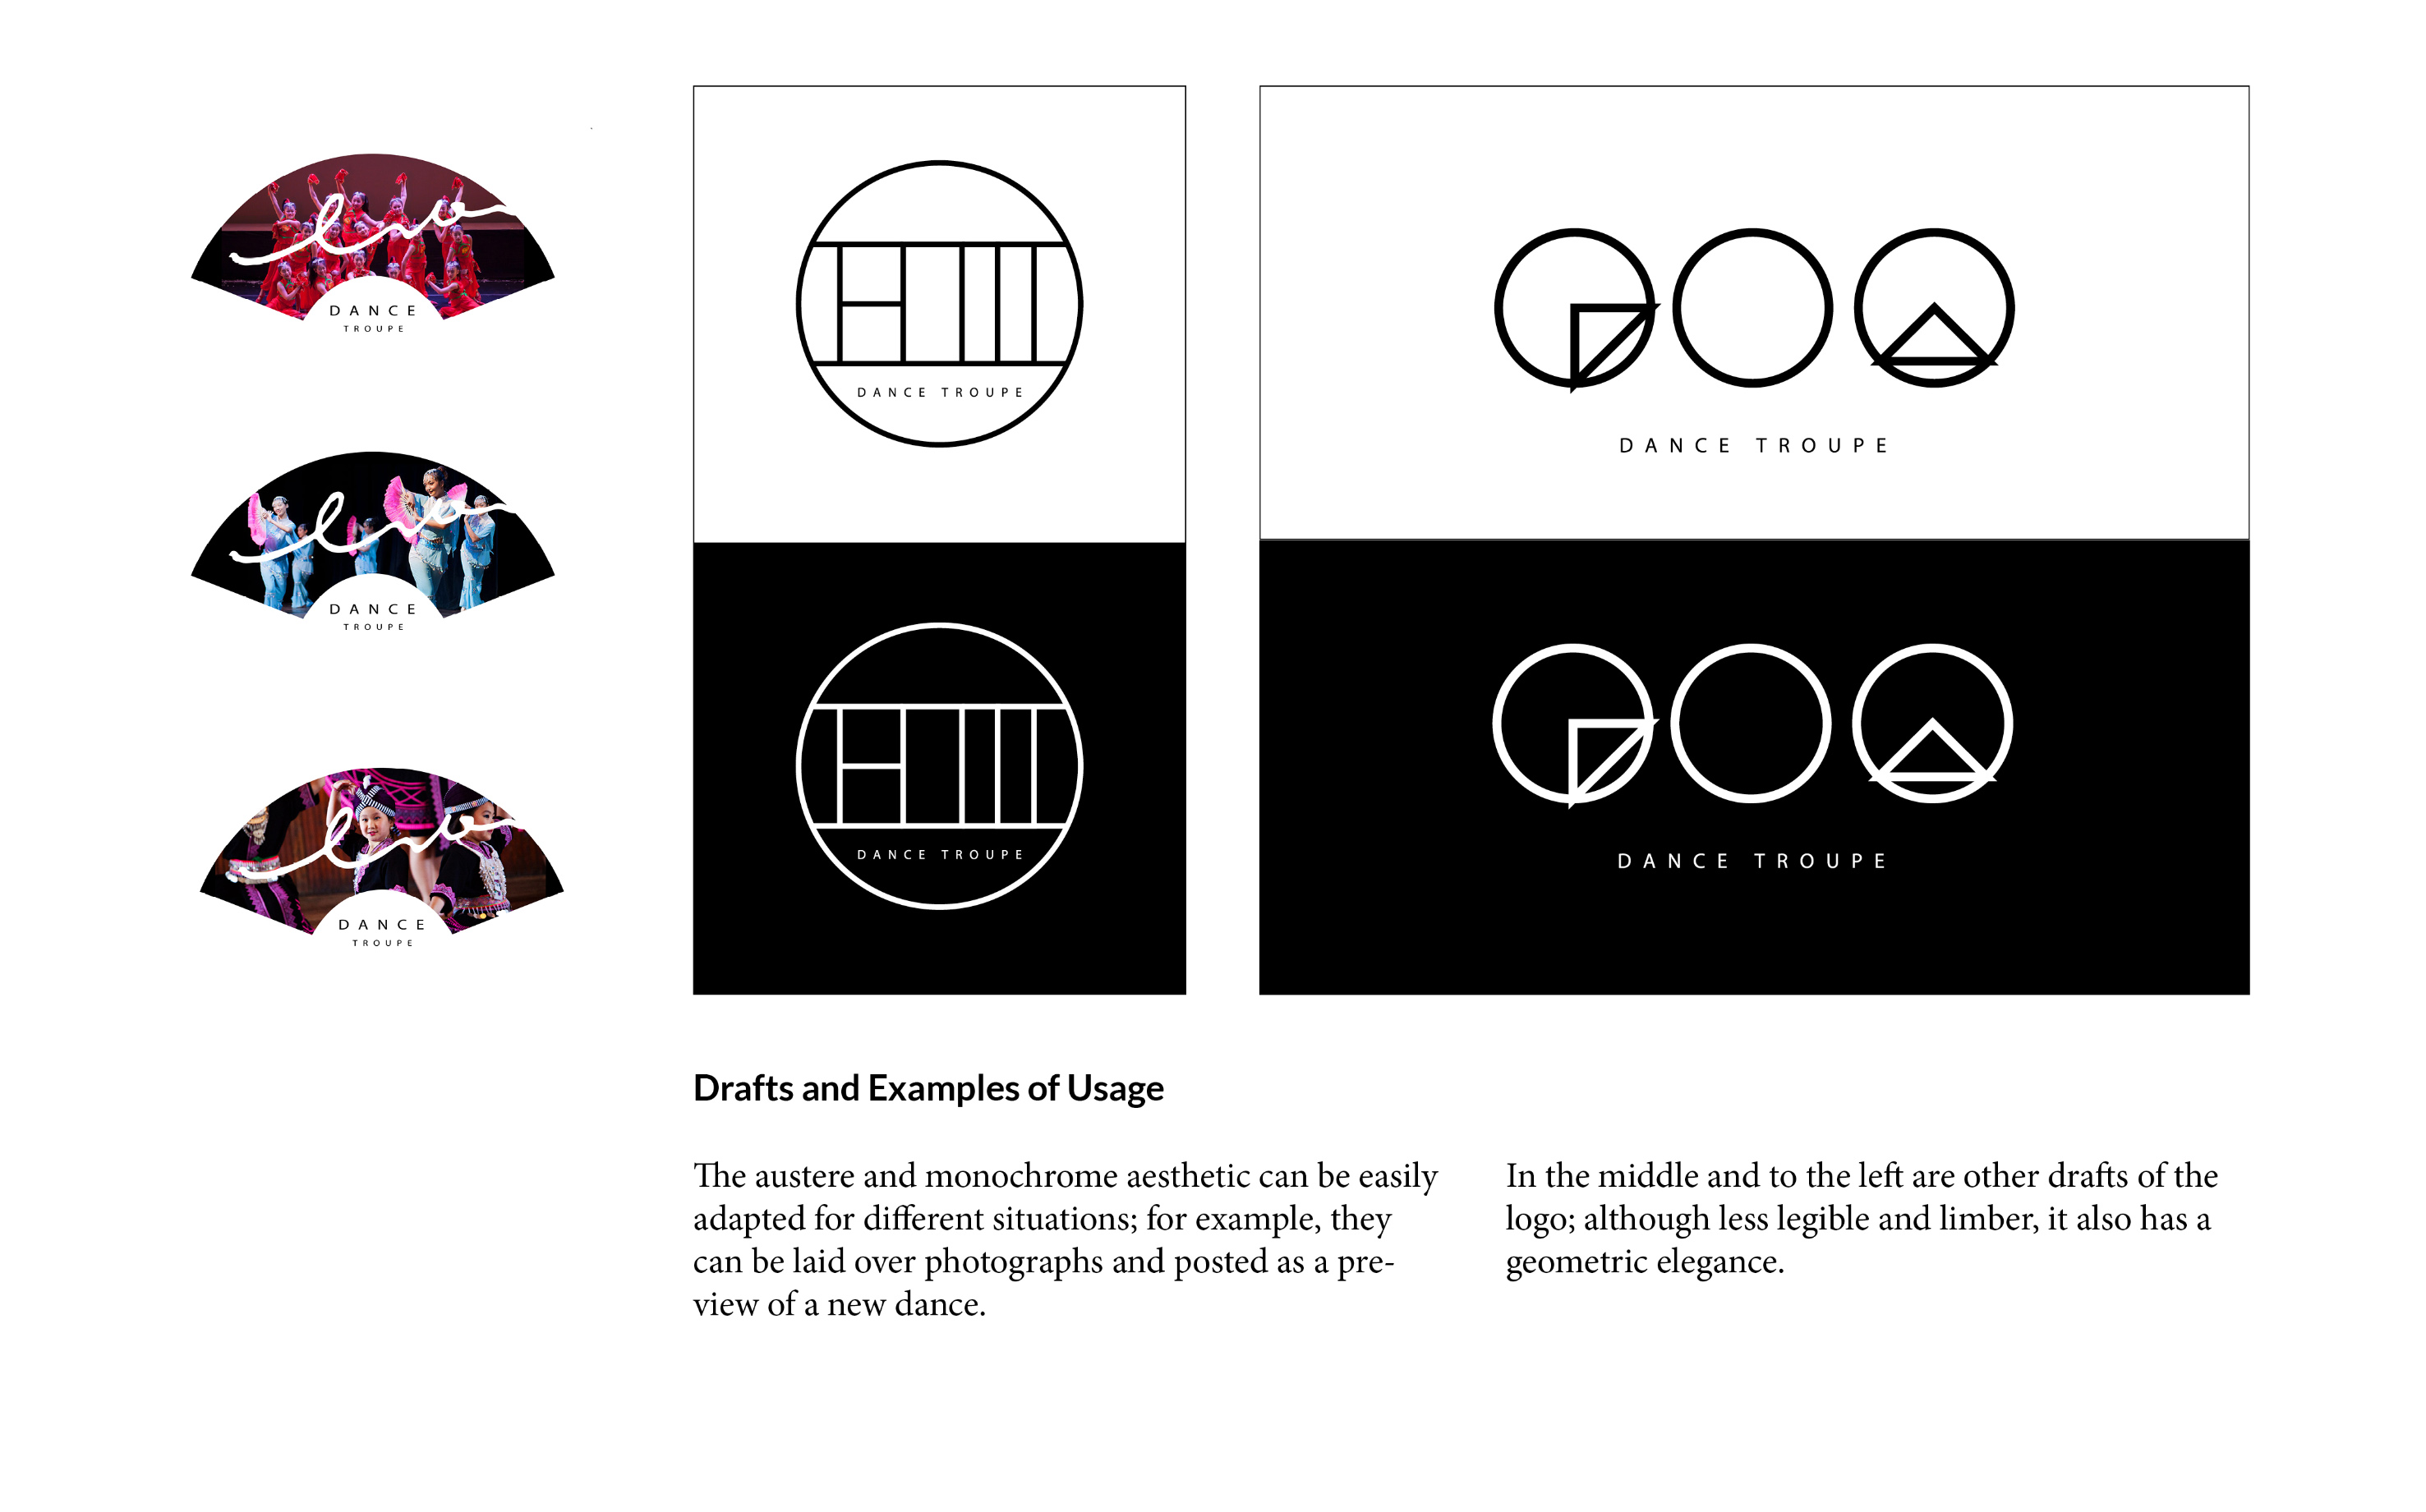 DANCE
TROUPE
DANCE
TROUPE
DANCE
TROUPE
DANCE TROUPE
DANCE TROUPE
DANCE TROUPE
DANCE TROUPE
Drafts and Examples of Usage
The austere and monochrome aesthetic can be easily
adapted for different situations; for example, they
can be laid over photographs and posted as a pre-
view of a new dance.
In the middle and to the left are other drafts of the
logo; although less legible and limber, it also has a
geometric elegance.